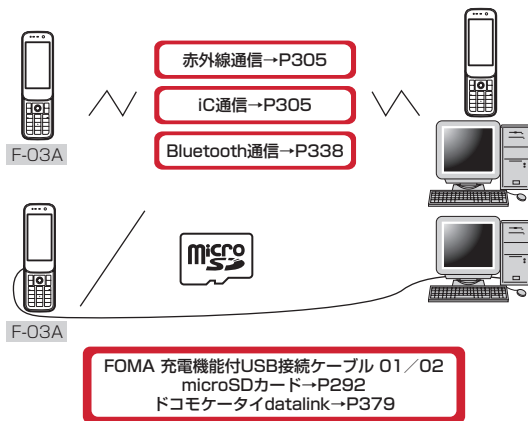 赤外線通信→P305
iC通信→P305
Bluetooth通信→P338
F-03A
micro
SD
F-03A
FOMA 充電機能付USB接続ケーブル 01／02
microSDカード→P292
ドコモケータイdatalink→P379